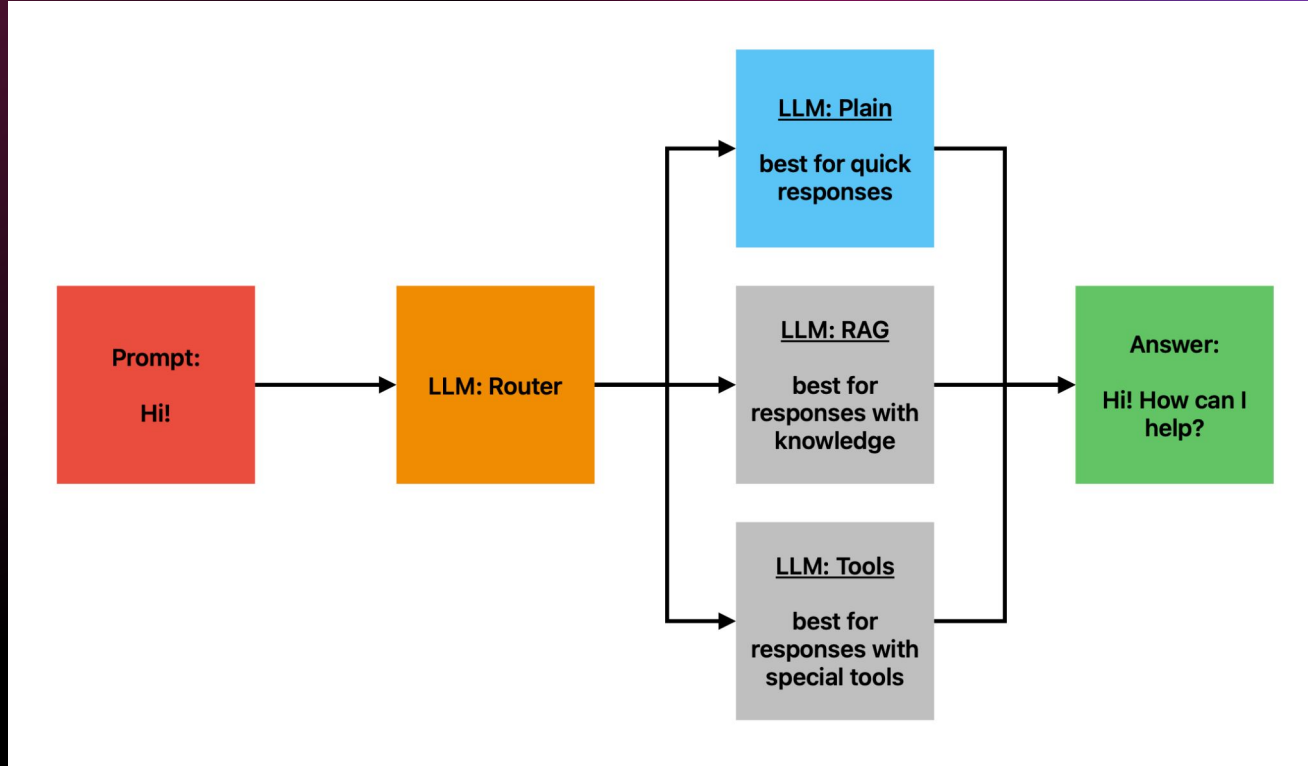 Prompt:
Hi!
LLM: Router
LLM: Plain
best for quick
responses
LLM: RAG
best for
responses with
knowledge
LLM: Tools
best for
responses with
special tools
Answer:
Hi! How can I
help?